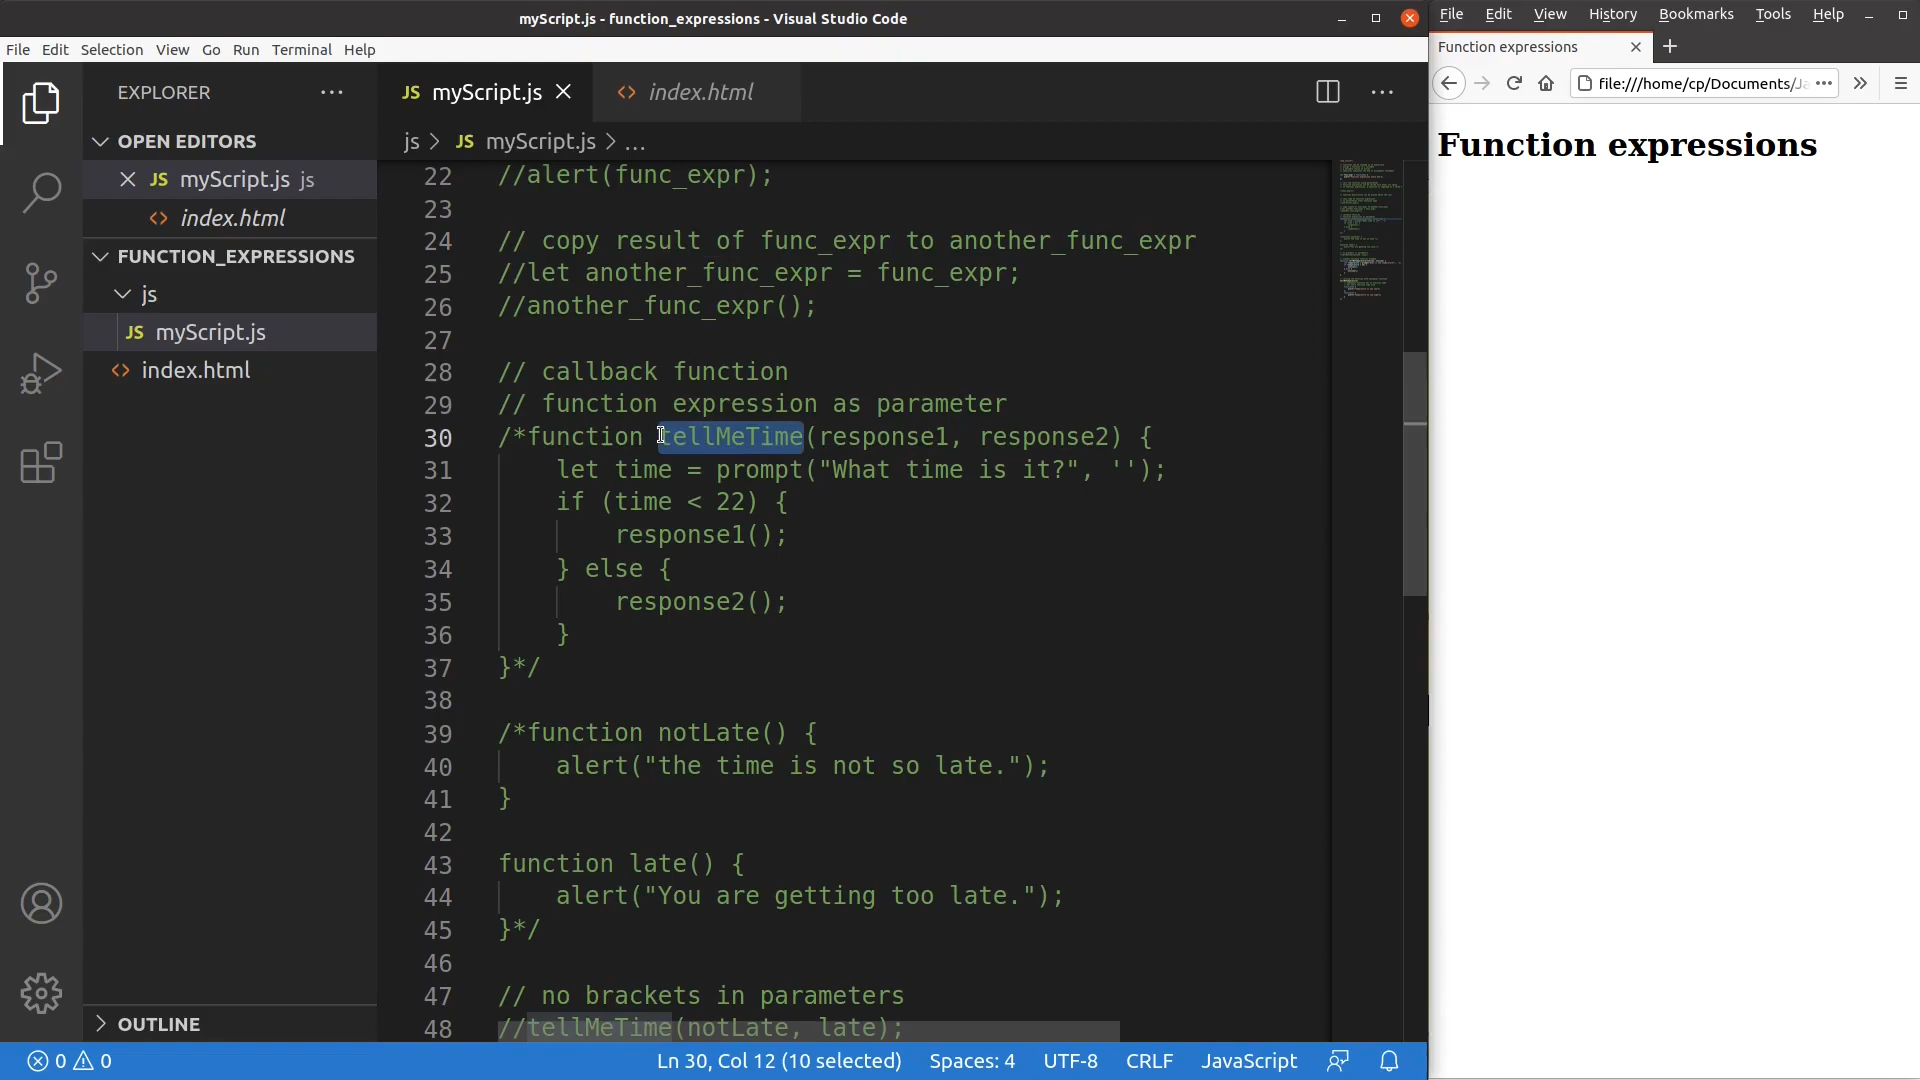 myScript.js - function_expressions - Visual Studio Code
File Edit Selection View Go Run Terminal Help
EXPLORER
OPEN EDITORS
JS myScript.js js
<> index.html
FUNCTION_EXPRESSIONS
js
JS myScript.js
<> index.html
OUTLINE
JS myScript.js
<> index.html
js > JS myScript.js > ...
22 //alert(func_expr);
23
24 // copy result of func_expr to another_func_expr
25 //let another_func_expr = func_expr;
26 //another_func_expr();
27
28 // callback function
29 // function expression as parameter
30 /*function tellMeTime(response1, response2) {
31 let time = prompt("What time is it?", '');
32 if (time < 22) {
33 response1();
34 } else {
35 response2();
36 }
37 }*/
38
39 /*function notLate() {
40 alert("the time is not so late.");
41 }
42
43 function late() {
44 alert("You are getting too late.");
45 }*/
46
47 // no brackets in parameters
48 //tellMeTime(notLate, late);
0 0
Ln 30, Col 12 (10 selected) Spaces: 4 UTF-8 CRLF JavaScript
File Edit View History Bookmarks Tools Help
Function expressions
file:///home/cp/Documents/Ja
Function expressions